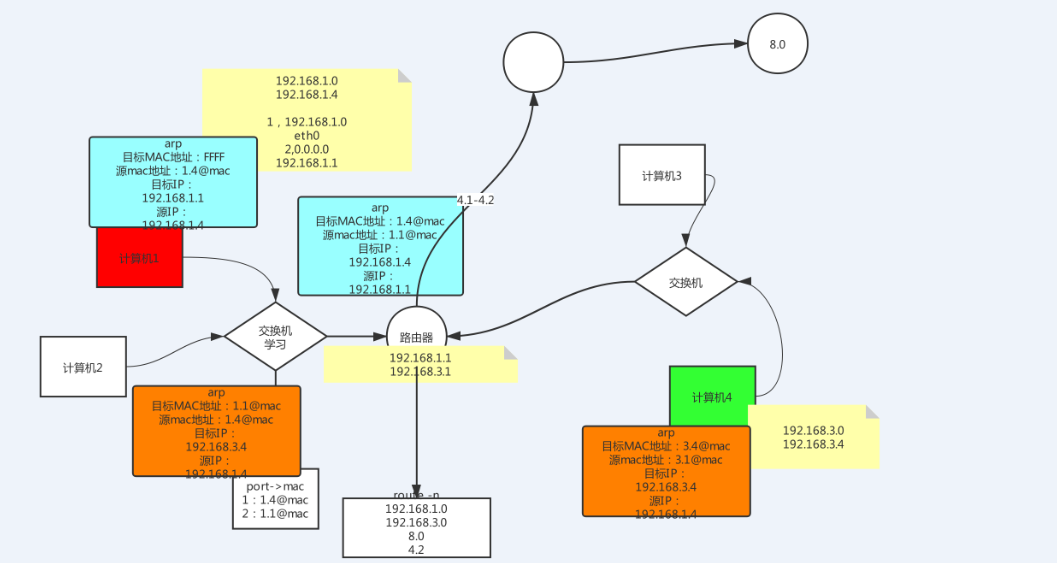 8.0
192.168.1.0
192.168.1.4
1，192.168.1.0
eth0
2,0.0.0.0
192.168.1.1
arp
目标MAC地址：FFFF
源mac地址：1.4@mac
目标IP：
192.168.1.1
源IP：
192.168.1.4
计算机1
4.1-4.2
arp
目标MAC地址：1.4@mac
源mac地址：1.1@mac
目标IP：
192.168.1.4
源IP：
192.168.1.1
计算机3
交换机
交换机
学习
路由器
192.168.1.1
192.168.3.1
计算机2
计算机4
arp
目标MAC地址：1.1@mac
源mac地址：1.4@mac
目标IP：
192.168.3.4
源IP：
192.168.1.4
port->mac
1：1.4@mac
2：1.1@mac
route -n
192.168.1.0
192.168.3.0
8.0
4.2
192.168.3.0
192.168.3.4
arp
目标MAC地址：3.4@mac
源mac地址：3.1@mac
目标IP：
192.168.3.4
源IP：
192.168.1.4